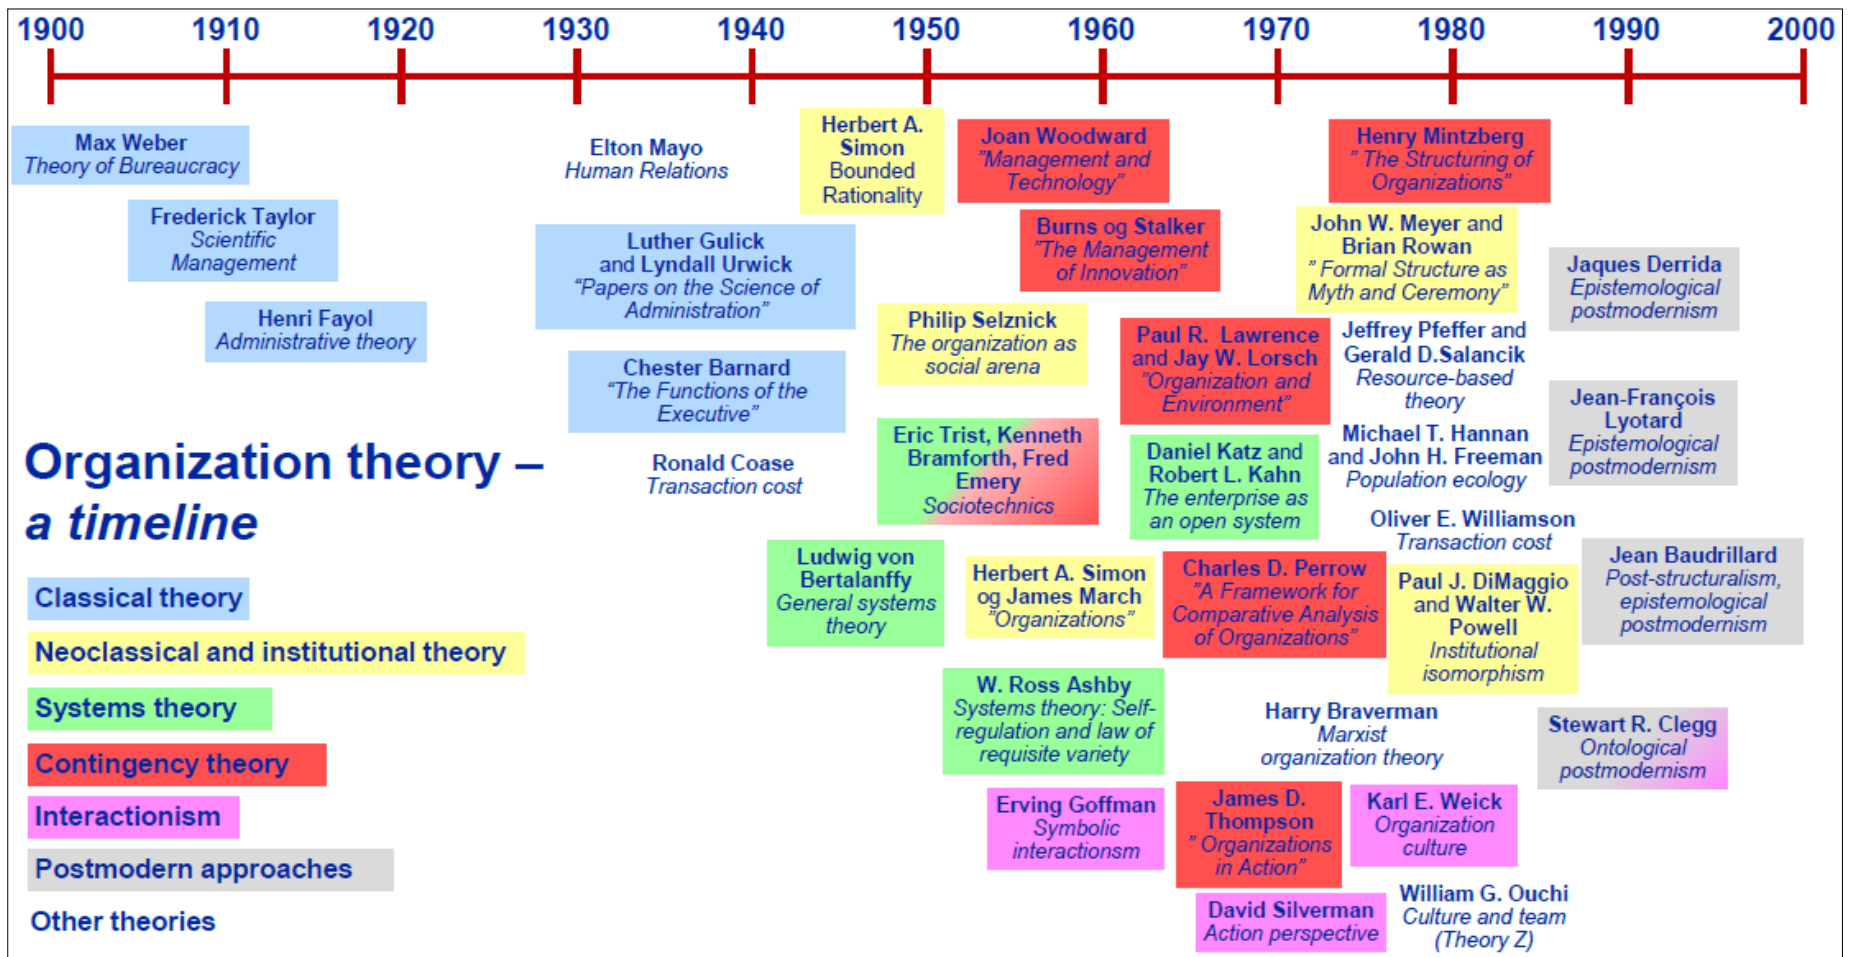 1900 1910 1920 1930 1940 1950 1960 1970 1980 1990 2000
Max Weber
Theory of Bureaucracy
Frederick Taylor
Scientific
Management
Henri Fayol
Administrative theory
Elton Mayo
Human Relations
Luther Gulick
and Lyndall Urwick
“Papers on the Science of
Administration”
Chester Barnard
“The Functions of the
Executive”
Ronald Coase
Transaction cost
Herbert A.
Simon
Bounded
Rationality
Philip Selznick
The organization as
social arena
Eric Trist, Kenneth
Bramforth, Fred
Emery
Sociotechnics
Ludwig von
Bertalanffy
General systems
theory
Joan Woodward
”Management and
Technology”
Burns og Stalker
”The Management
of Innovation”
Paul R. Lawrence
and Jay W. Lorsch
”Organization and
Environment”
Daniel Katz and
Robert L. Kahn
The enterprise as
an open system
Herbert A. Simon
og James March
”Organizations”
Charles D. Perrow
”A Framework for
Comparative Analysis
of Organizations”
W. Ross Ashby
Systems theory: Self-
regulation and law of
requisite variety
Erving Goffman
Symbolic
interactionsm
James D.
Thompson
” Organizations
in Action”
David Silverman
Action perspective
Henry Mintzberg
” The Structuring of
Organizations”
John W. Meyer and
Brian Rowan
” Formal Structure as
Myth and Ceremony”
Jeffrey Pfeffer and
Gerald D.Salancik
Resource-based
theory
Michael T. Hannan
and John H. Freeman
Population ecology
Oliver E. Williamson
Transaction cost
Paul J. DiMaggio
and Walter W.
Powell
Institutional
isomorphism
Harry Braverman
Marxist
organization theory
Karl E. Weick
Organization
culture
William G. Ouchi
Culture and team
(Theory Z)
Jaques Derrida
Epistemological
postmodernism
Jean-François
Lyotard
Epistemological
postmodernism
Jean Baudrillard
Post-structuralism,
epistemological
postmodernism
Stewart R. Clegg
Ontological
postmodernism
Organization theory –
a timeline
Classical theory
Neoclassical and institutional theory
Systems theory
Contingency theory
Interactionism
Postmodern approaches
Other theories